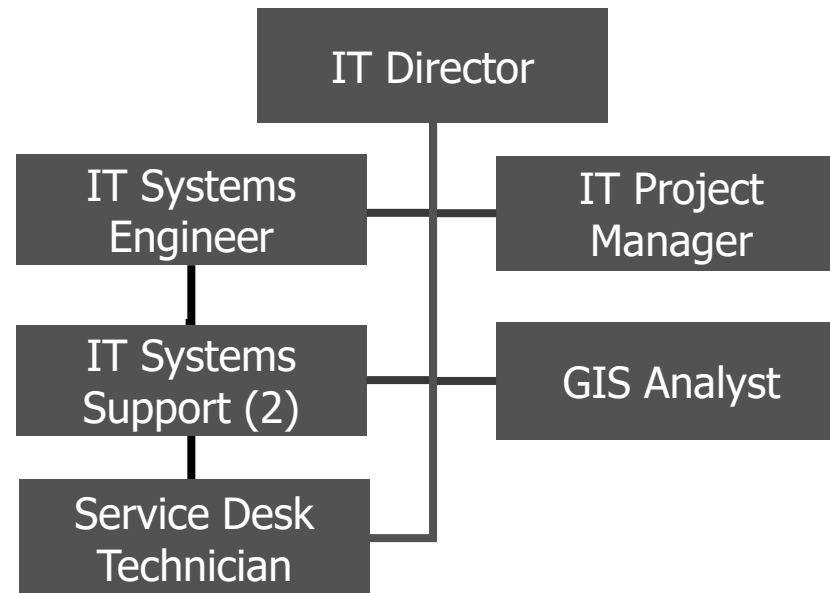 IT Director
IT Systems
Engineer
IT Project
Manager
IT Systems
Support (2)
GIS Analyst
Service Desk
Technician